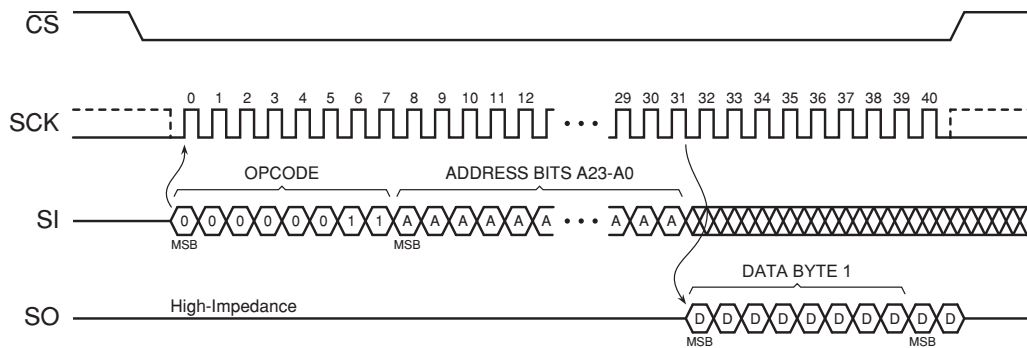 CS
0 1 2 3 4 5 6 7 8 9 10 11 12 29 30 31 32 33 34 35 36 37 38 39 40
SCK
OPCODE ADDRESS BITS A23-A0
SI 0 0 0 0 0 0 1 1 A A A A A A A A A
MSB MSB
DATA BYTE 1
High-Impedance
SO D D D D D D D D D D
MSB MSB